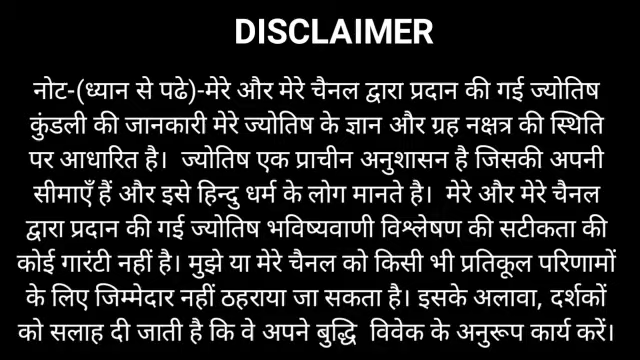 DISCLAIMER
नोट-(ध्यान से पढे)-मेरे और मेरे चैनल द्वारा प्रदान की गई ज्योतिष
कुंडली की जानकारी मेरे ज्योतिष के ज्ञान और ग्रह नक्षत्र की स्थिति
पर आधारित है।  ज्योतिष एक प्राचीन अनुशासन है जिसकी अपनी
सीमाएँ हैं और इसे हिन्दु धर्म के लोग मानते है।  मेरे और मेरे चैनल
द्वारा प्रदान की गई ज्योतिष भविष्यवाणी विश्लेषण की सटीकता की
कोई गारंटी नहीं है। मुझे या मेरे चैनल को किसी भी प्रतिकूल परिणामों
के लिए जिम्मेदार नहीं ठहराया जा सकता है। इसके अलावा, दर्शकों
को सलाह दी जाती है कि वे अपने बुद्धि  विवेक के अनुरूप कार्य करें।